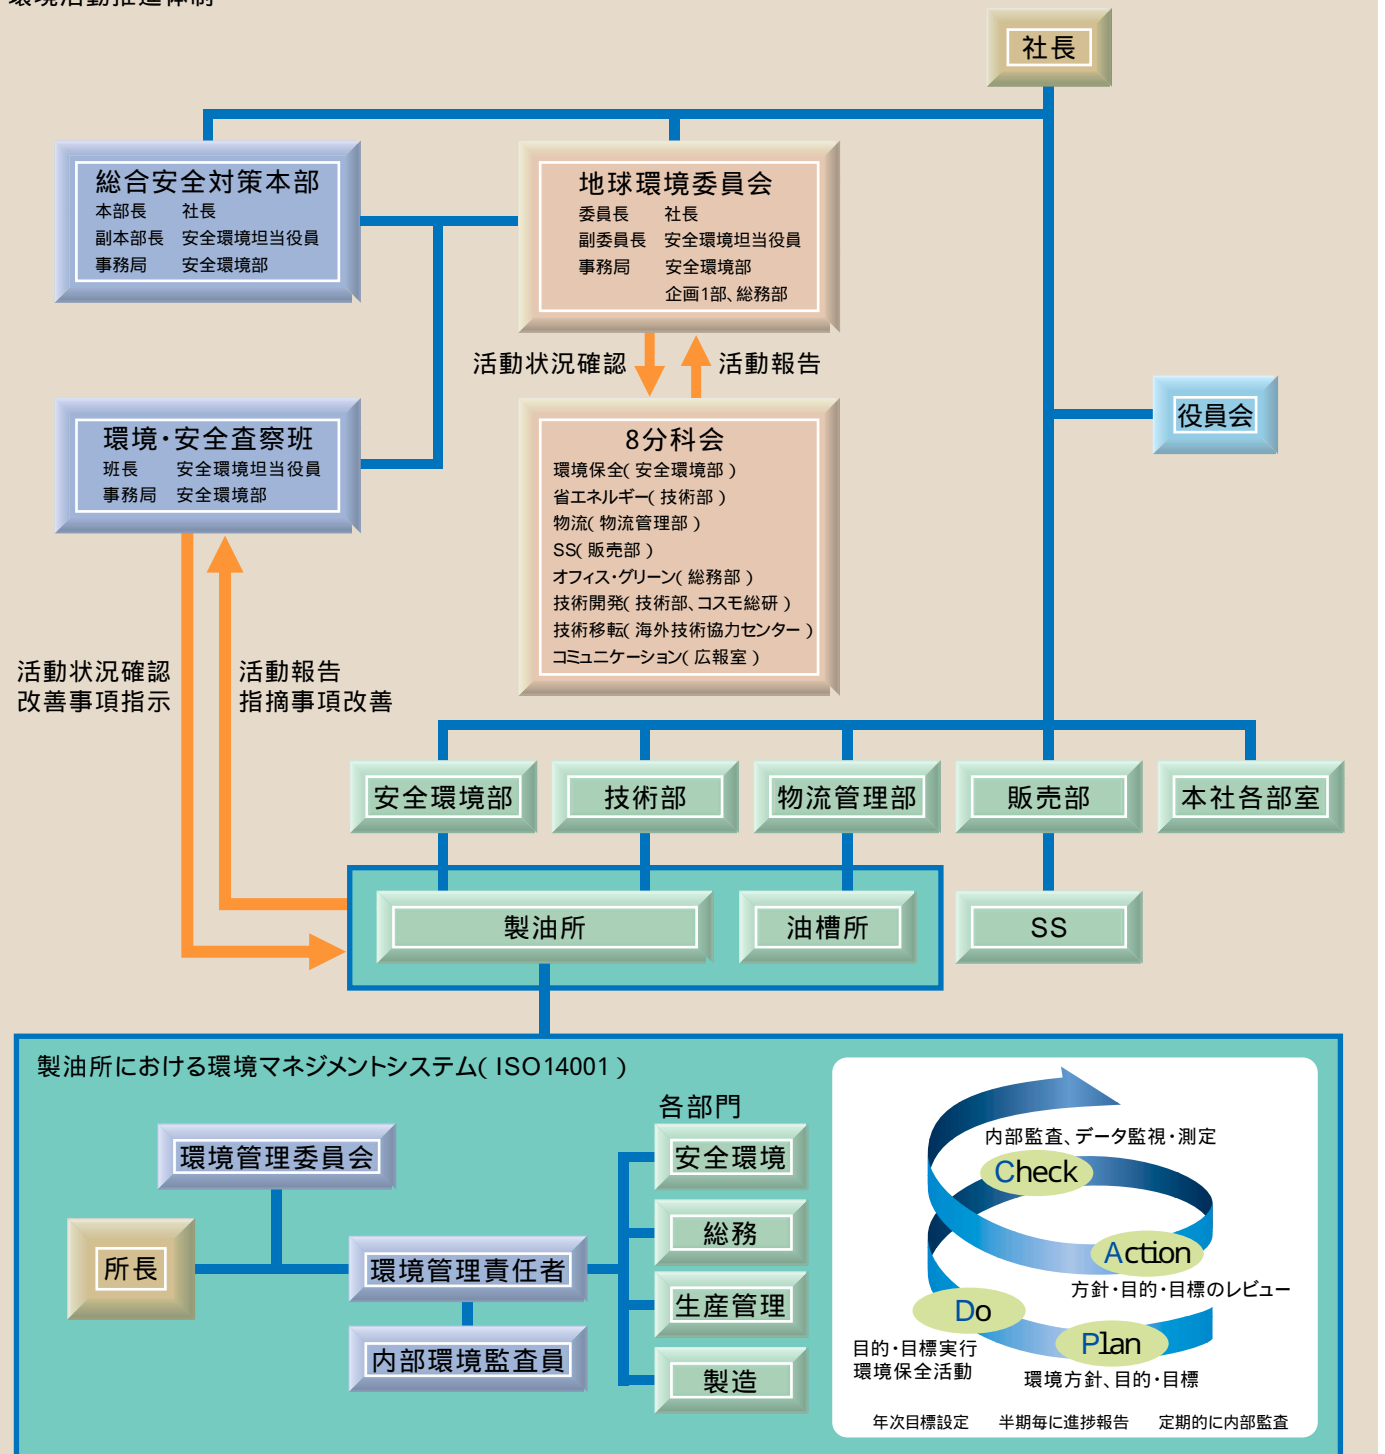 環境活動推進体制
社長
総合安全対策本部
本部長 社長
副本部長 安全環境担当役員
事務局 安全環境部
地球環境委員会
委員長 社長
副委員長 安全環境担当役員
事務局 安全環境部
企画1部、総務部
活動状況確認
活動報告
役員会
環境・安全査察班
班長 安全環境担当役員
事務局 安全環境部
8分科会
環境保全(安全環境部)
省エネルギー(技術部)
物流(物流管理部)
SS(販売部)
オフィス・グリーン(総務部)
技術開発(技術部、コスモ総研)
技術移転(海外技術協力センター)
コミュニケーション(広報室)
活動状況確認
改善事項指示
活動報告
指摘事項改善
安全環境部
技術部
物流管理部
販売部
本社各部室
製油所
油槽所
SS
製油所における環境マネジメントシステム(ISO14001)
環境管理委員会
所長
環境管理責任者
内部環境監査員
各部門
安全環境
総務
生産管理
製造
内部監査、データ監視・測定
Check
Action
方針・目的・目標のレビュー
Do
目的・目標実行
環境保全活動
Plan
環境方針、目的・目標
年次目標設定 半期毎に進捗報告 定期的に内部監査